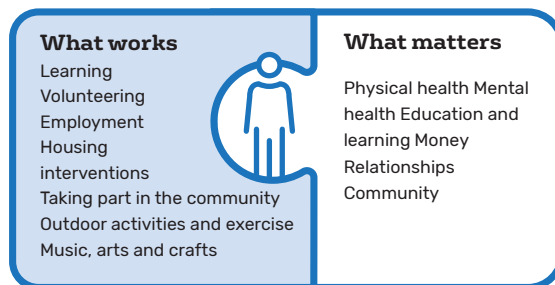 What works
Learning
Volunteering
Employment
Housing
interventions
Taking part in the community
Outdoor activities and exercise
Music, arts and crafts
What matters
Physical health Mental
health Education and
learning Money
Relationships
Community